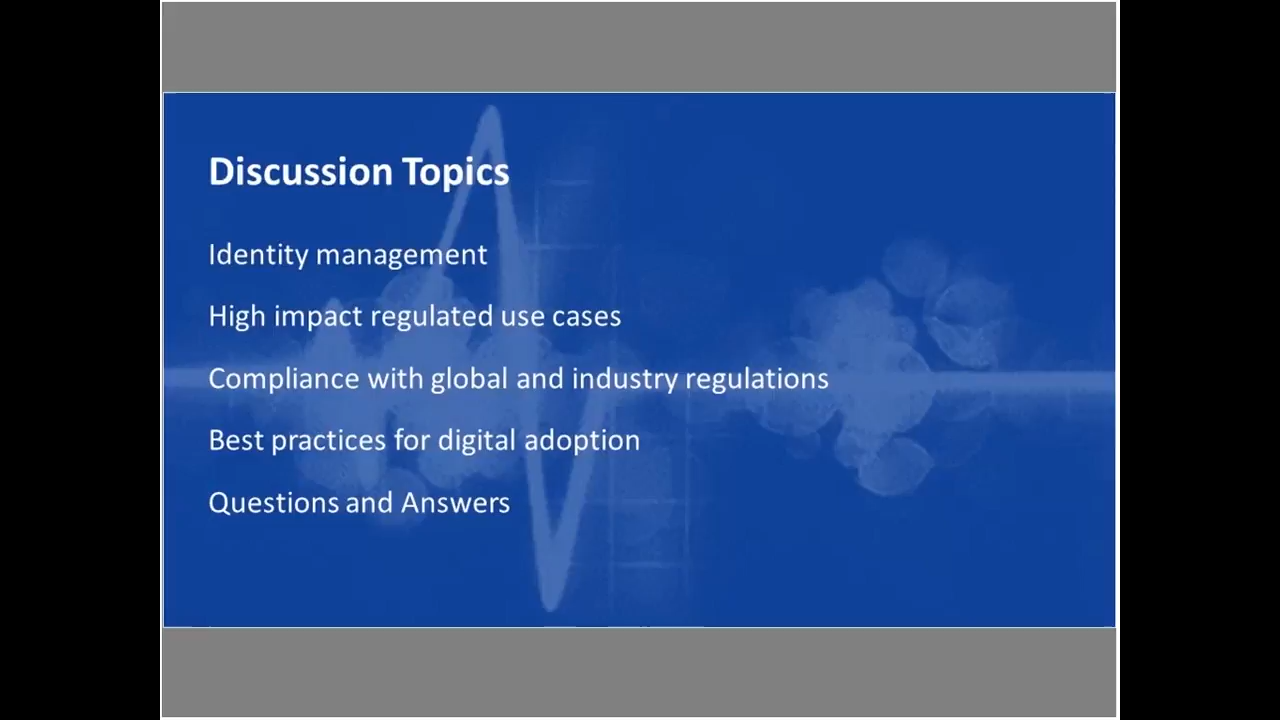 Discussion Topics
Identity management
High impact regulated use cases
Compliance with global and industry regulations
Best practices for digital adoption
Questions and Answers